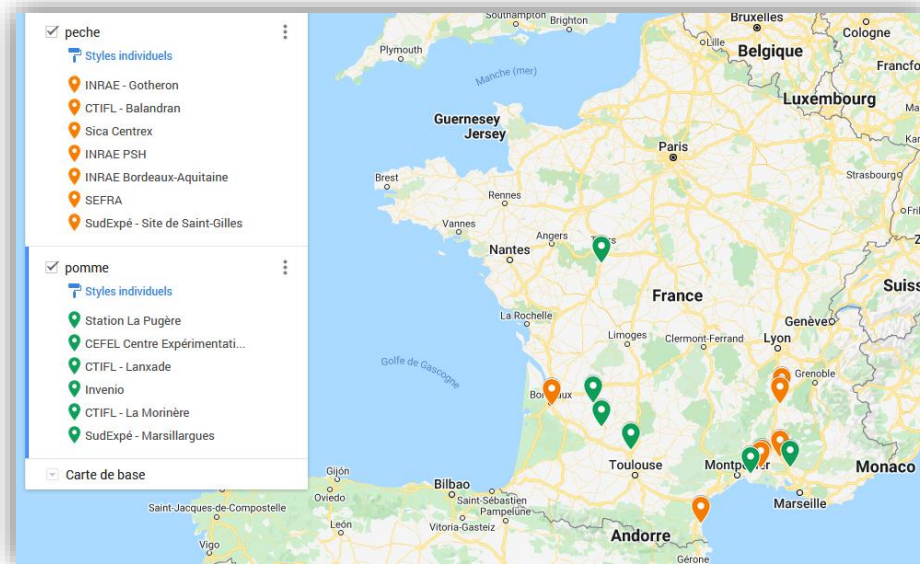 peche
Styles individuels
INRAE - Gotheron
CTIFL - Balandran
Sica Centrex
INRAE PSH
INRAE Bordeaux-Aquitaine
SEFRA
SudExpé - Site de Saint-Gilles
pomme
Styles individuels
Station La Pugère
CEFEL Centre Expérimentati...
CTIFL - Lanxade
Invenio
CTIFL - La Morinère
SudExpé - Marsillargues
Carte de base
Southampton
Brighton
Plymouth
Manche (mer)
Bruxelles
Cologne
Lille
Belgique
Francfo
Luxembourg
Guernesey
Jersey
Paris
Strasbourg
Brest
Rennes
Vannes
Angers
Nantes
France
Suiss
La Rochelle
Genève
Limoges
Clermont-Ferrand
Lyon
Grenoble
Golfe de Gascogne
Toulouse
Monaco
Marseille
Gijón
Oviedo
Bilbao
Saint-Sébastien
Saint-Jacques-de-Compostelle
Pampelune
Vitoria-Gasteiz
León
Andorre
Vigo
Gérone